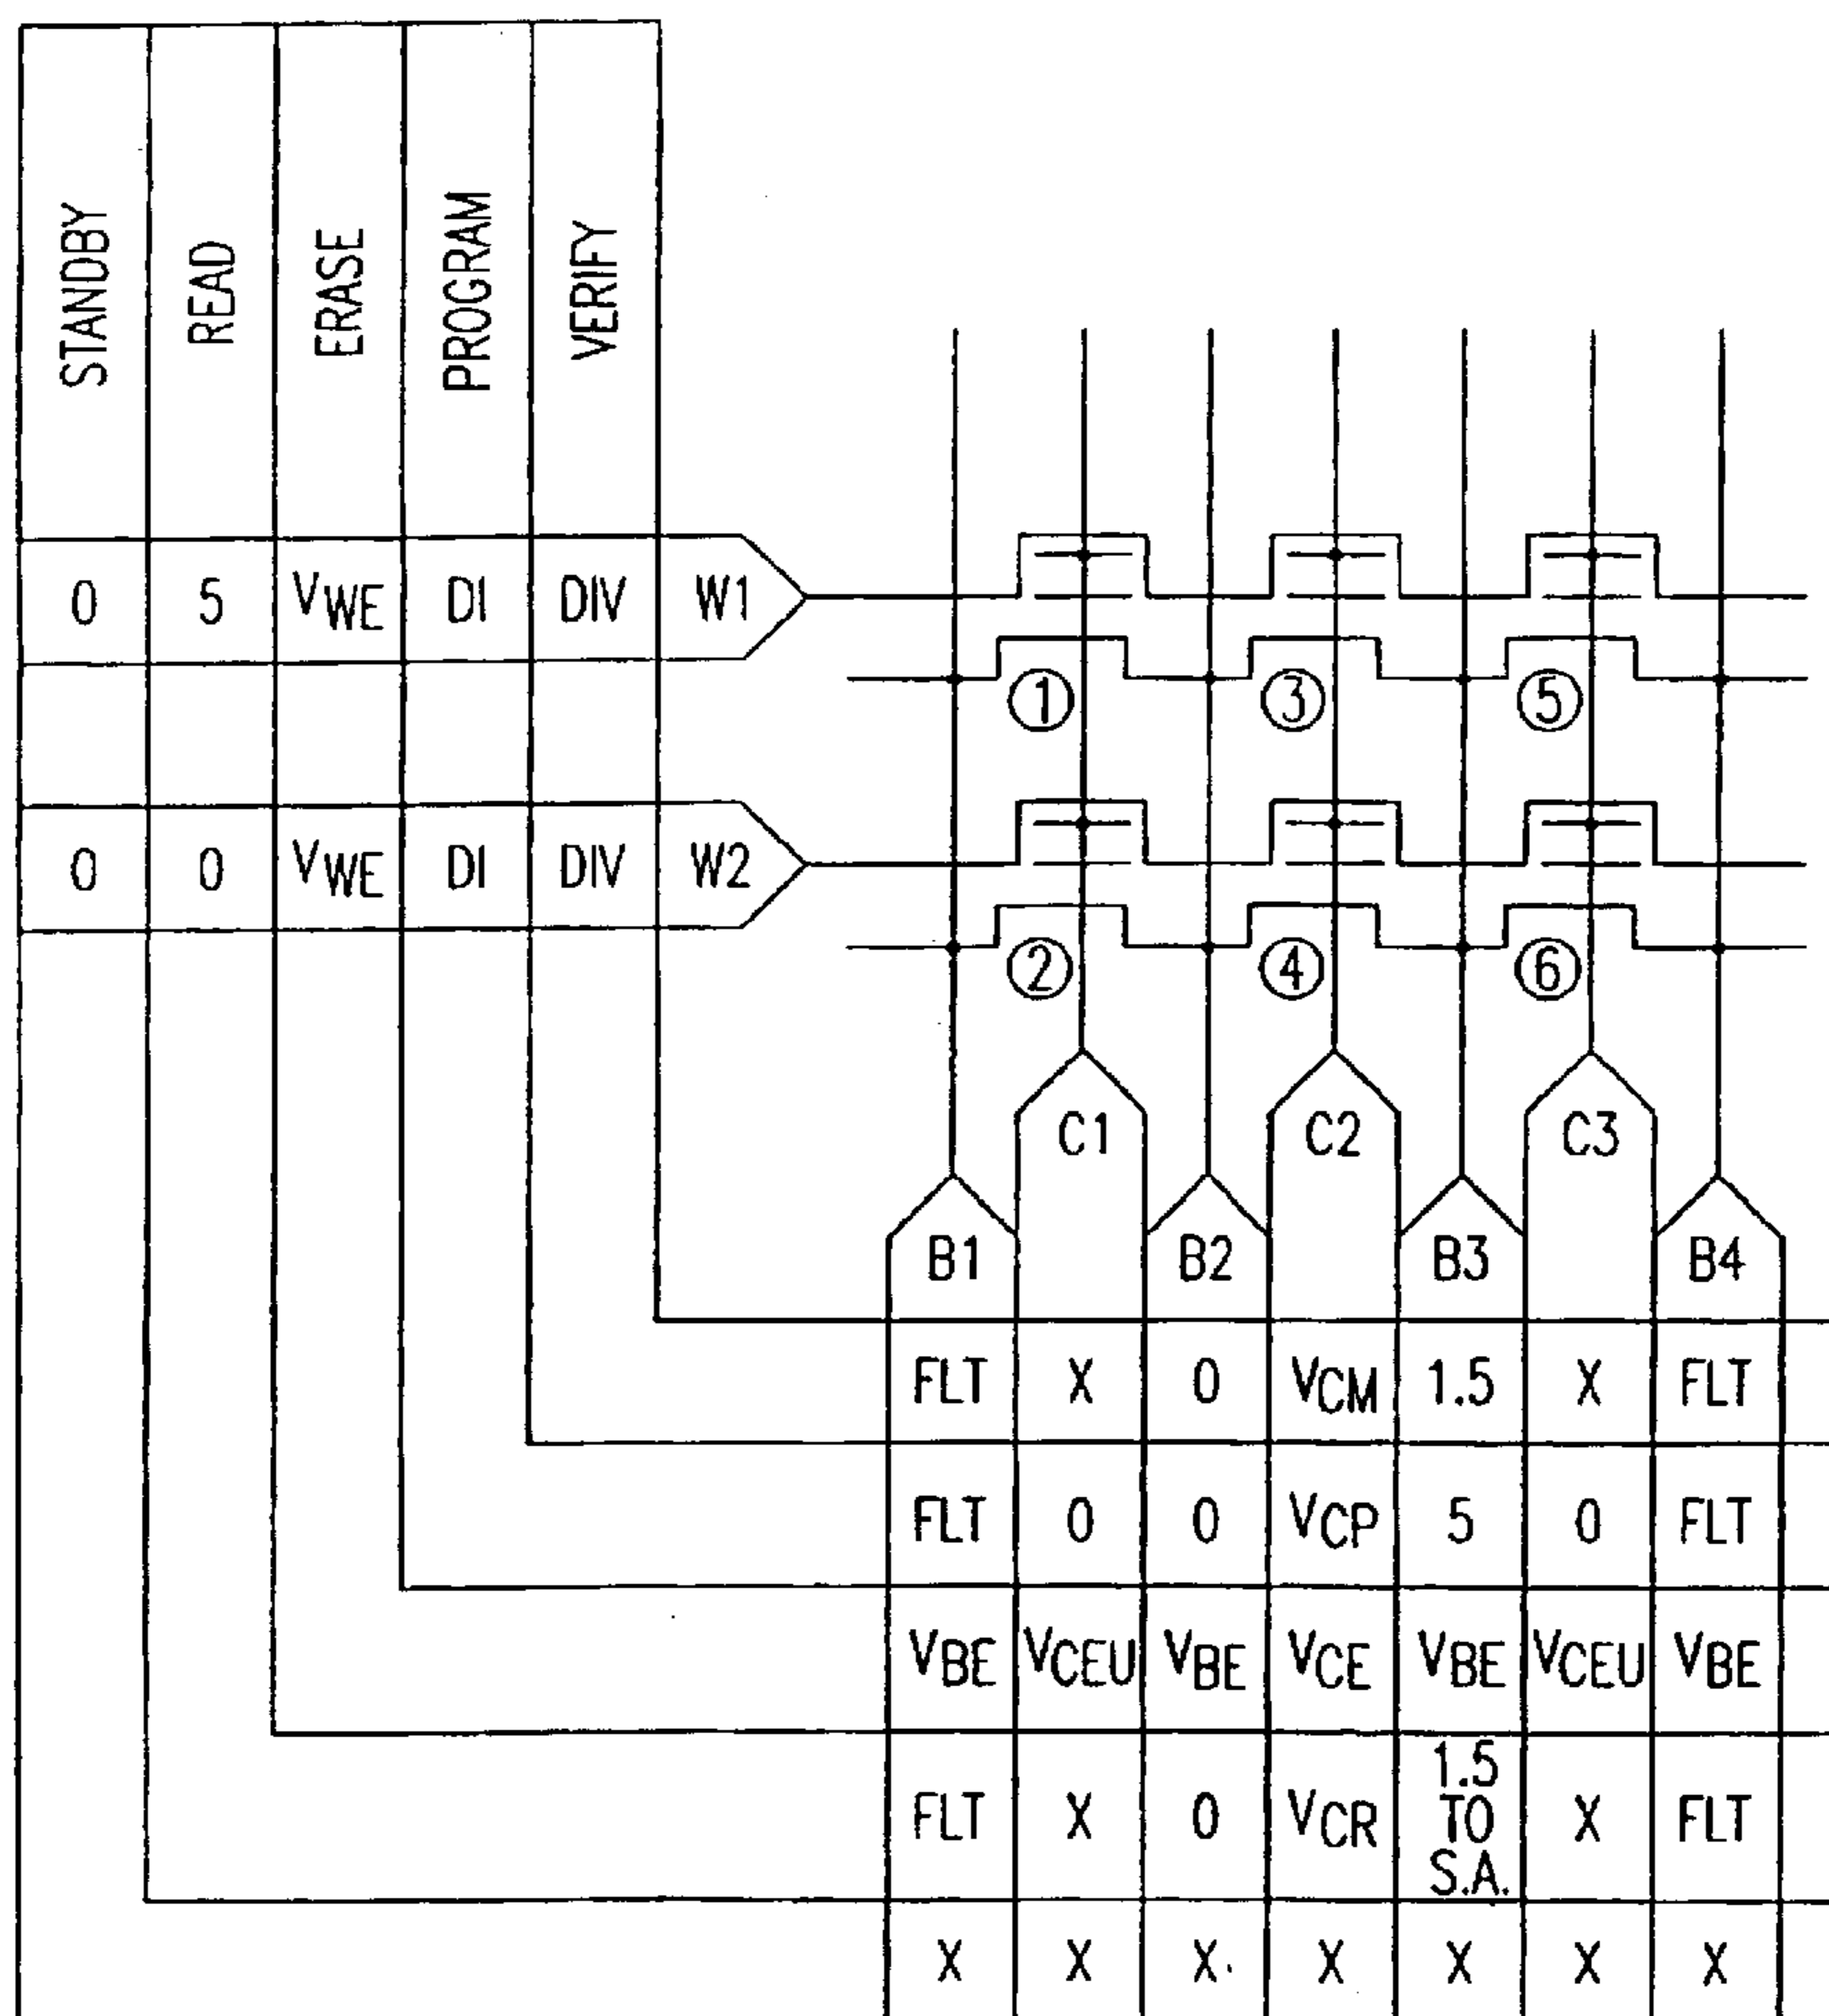 STANDBY
READ
ERASE
PROGRAM
VERIFY
0 5 VWE DI DIV W1
① ③ ⑤
0 0 VWE DI DIV W2
② ④ ⑥
C1 C2 C3
B1 B2 B3 B4
FLT X 0 VCM 1.5 X FLT
FLT 0 0 VCP 5 0 FLT
VBE VCEU VBE VCE VBE VCEU VBE
FLT X 0 VCR 1.5 TO S.A. X FLT
X X X X X X X